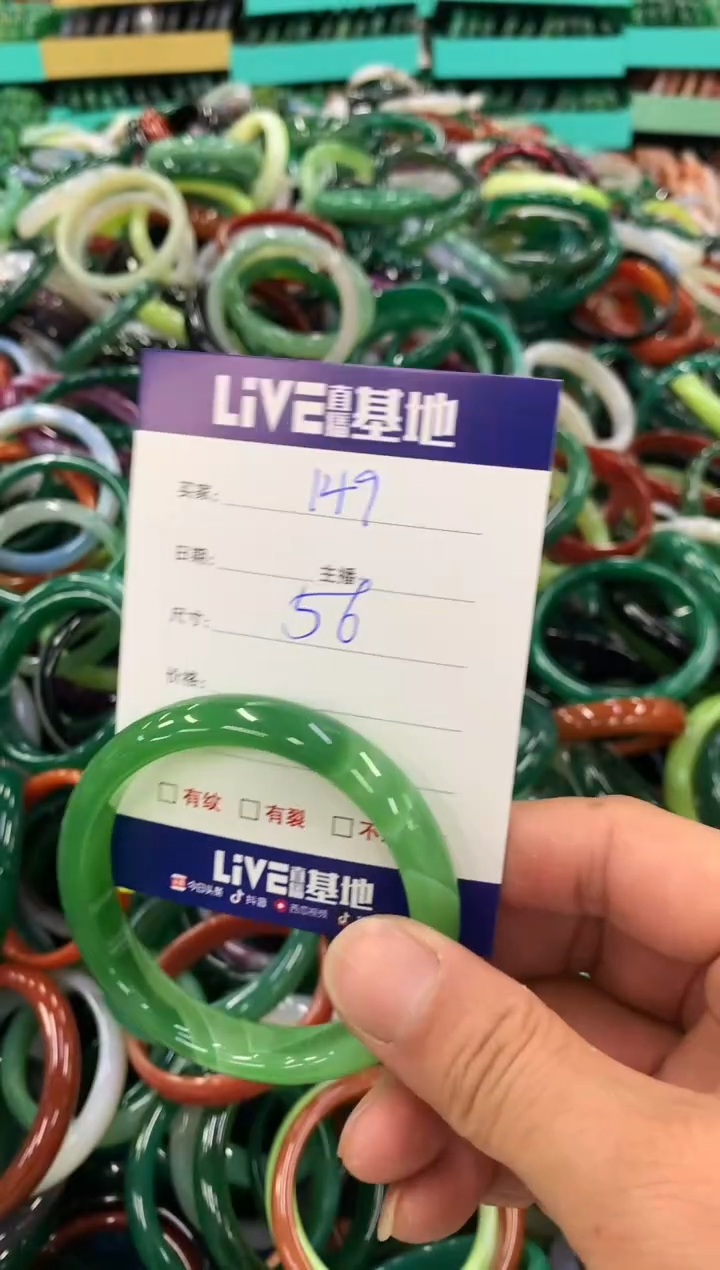 LiVE直播基地
买家: 149
日期:
主播
尺寸: 56
价格:
有纹 有裂 不
LiVE直播基地
今日头条 抖音 西瓜视频